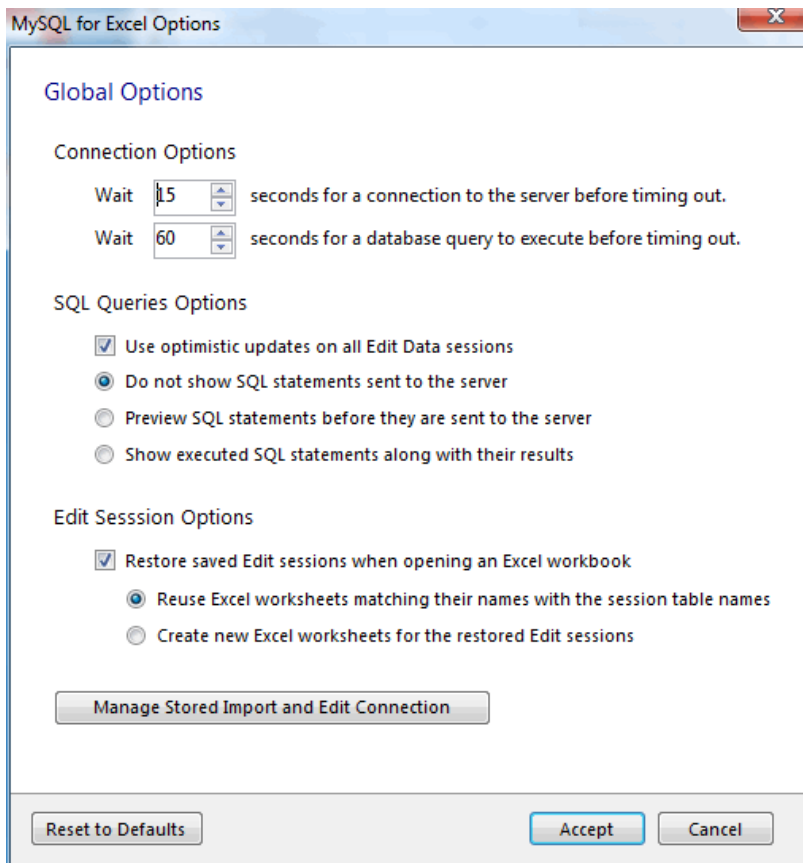 MySQL for Excel Options
Global Options
Connection Options
Wait 15 seconds for a connection to the server before timing out.
Wait 60 seconds for a database query to execute before timing out.
SQL Queries Options
Use optimistic updates on all Edit Data sessions
Do not show SQL statements sent to the server
Preview SQL statements before they are sent to the server
Show executed SQL statements along with their results
Edit Sesssion Options
Restore saved Edit sessions when opening an Excel workbook
Reuse Excel worksheets matching their names with the session table names
Create new Excel worksheets for the restored Edit sessions
Manage Stored Import and Edit Connection
Reset to Defaults Accept Cancel